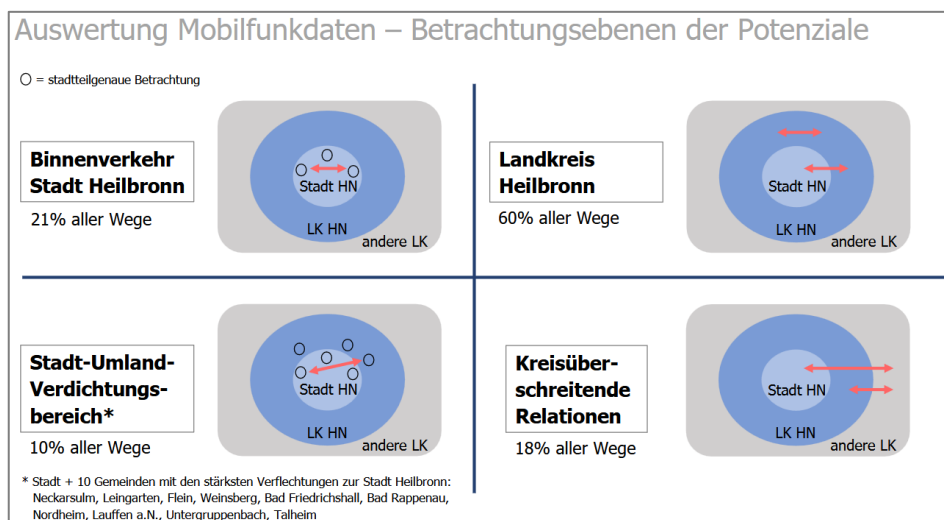 Auswertung Mobilfunkdaten – Betrachtungsebenen der Potenziale
O = stadtteilgenaue Betrachtung
Binnenverkehr
Stadt Heilbronn
21% aller Wege
Stadt HN
LK HN
andere LK
Landkreis
Heilbronn
60% aller Wege
Stadt HN
LK HN
andere LK
Stadt-Umland-
Verdichtungs-
bereich*
10% aller Wege
Stadt HN
LK HN
andere LK
Kreisüber-
schreitende
Relationen
18% aller Wege
Stadt HN
LK HN
andere LK
* Stadt + 10 Gemeinden mit den stärksten Verflechtungen zur Stadt Heilbronn:
Neckarsulm, Leingarten, Flein, Weinsberg, Bad Friedrichshall, Bad Rappenau,
Nordheim, Lauffen a.N., Untergruppenbach, Talheim